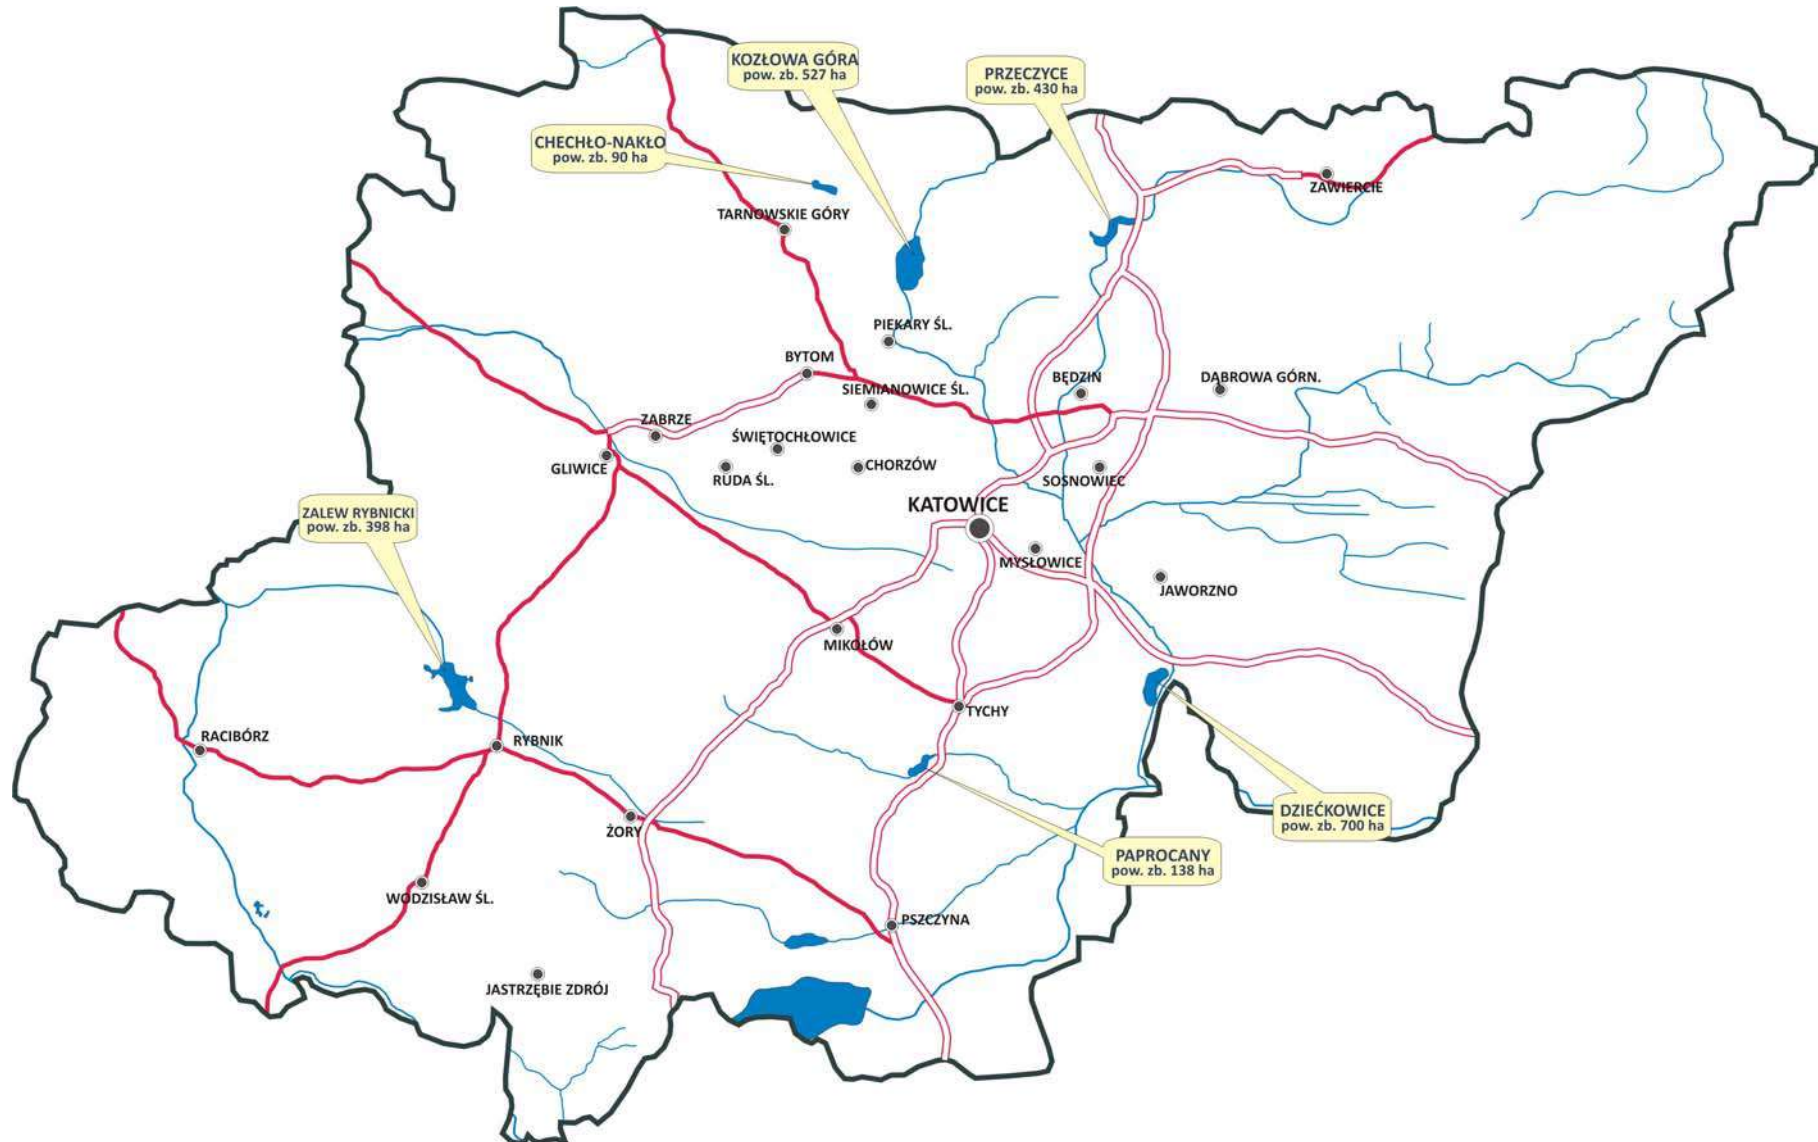 KOZŁOWA GÓRA
pow. zb. 527 ha
PRZECZYCE
pow. zb. 430 ha
CHECHŁO-NAKŁO
pow. zb. 90 ha
ZAWIERCIE
TARNOWSKIE GÓRY
PIEKARY ŚL.
BYTOM
SIEMIANOWICE ŚL.
BĘDZIN
DĄBROWA GÓRN.
ZABRZE
ŚWIĘTOCHŁOWICE
GLIWICE
RUDA ŚL.
CHORZÓW
SOSNOWIEC
KATOWICE
ZALEW RYBNICKI
pow. zb. 398 ha
MYSŁOWICE
JAWORZNO
MIKOŁÓW
TYCHY
RACIBÓRZ
RYBNIK
DZIEĆKOWICE
pow. zb. 700 ha
ŻORY
PAPROCANY
pow. zb. 138 ha
WODZISŁAW ŚL.
PSZCZYNA
JASTRZĘBIE ZDRÓJ